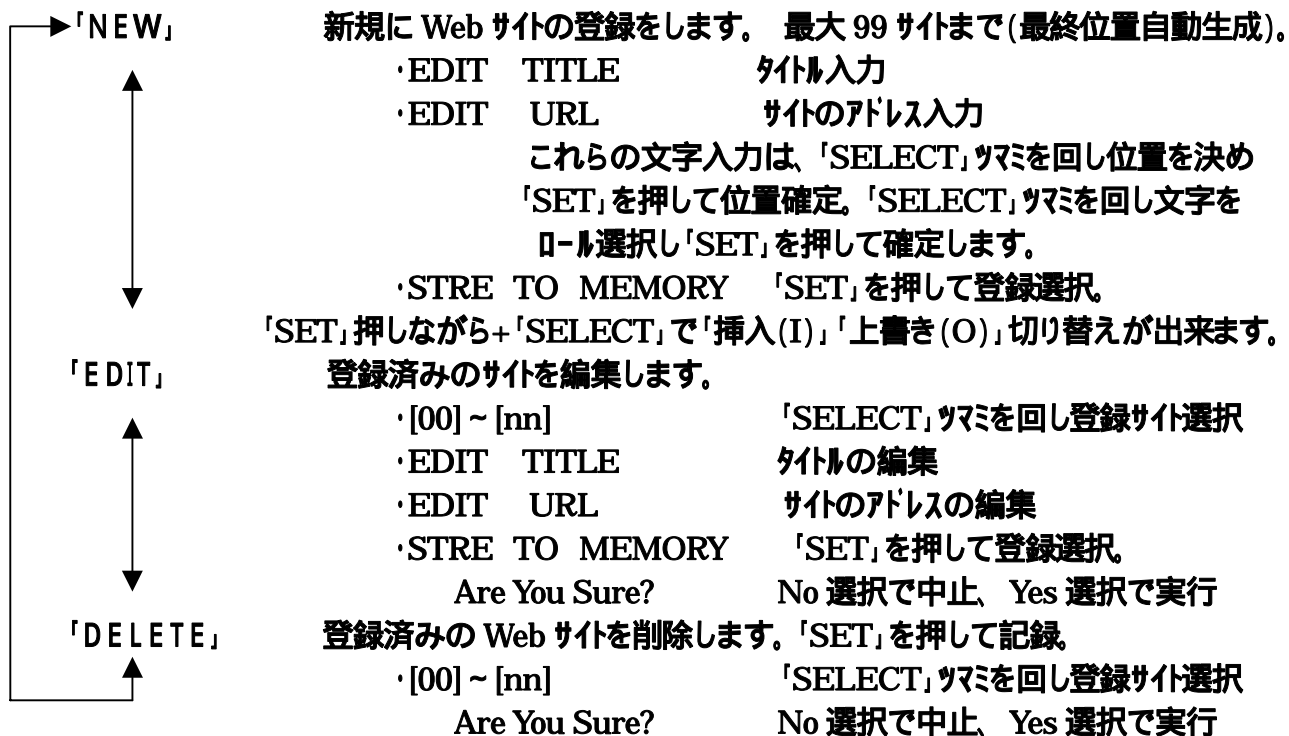 「NEW」 新規に Web サイトの登録をします。 最大 99 サイトまで(最終位置自動生成)。
・EDIT TITLE タイトル入力
・EDIT URL サイトのアドレス入力
これらの文字入力は、「SELECT」ツマミを回し位置を決め
「SET」を押して位置確定。「SELECT」ツマミを回し文字を
ロール選択し「SET」を押して確定します。
・STRE TO MEMORY 「SET」を押して登録選択。
「SET」押しながら+「SELECT」で「挿入(I)」「上書き(O)」切り替えが出来ます。
「EDIT」 登録済みのサイトを編集します。
・[00] ~ [nn] 「SELECT」ツマミを回し登録サイト選択
・EDIT TITLE タイトルの編集
・EDIT URL サイトのアドレスの編集
・STRE TO MEMORY 「SET」を押して登録選択。
Are You Sure? No 選択で中止、 Yes 選択で実行
「DELETE」 登録済みの Web サイトを削除します。「SET」を押して記録。
・[00] ~ [nn] 「SELECT」ツマミを回し登録サイト選択
Are You Sure? No 選択で中止、 Yes 選択で実行